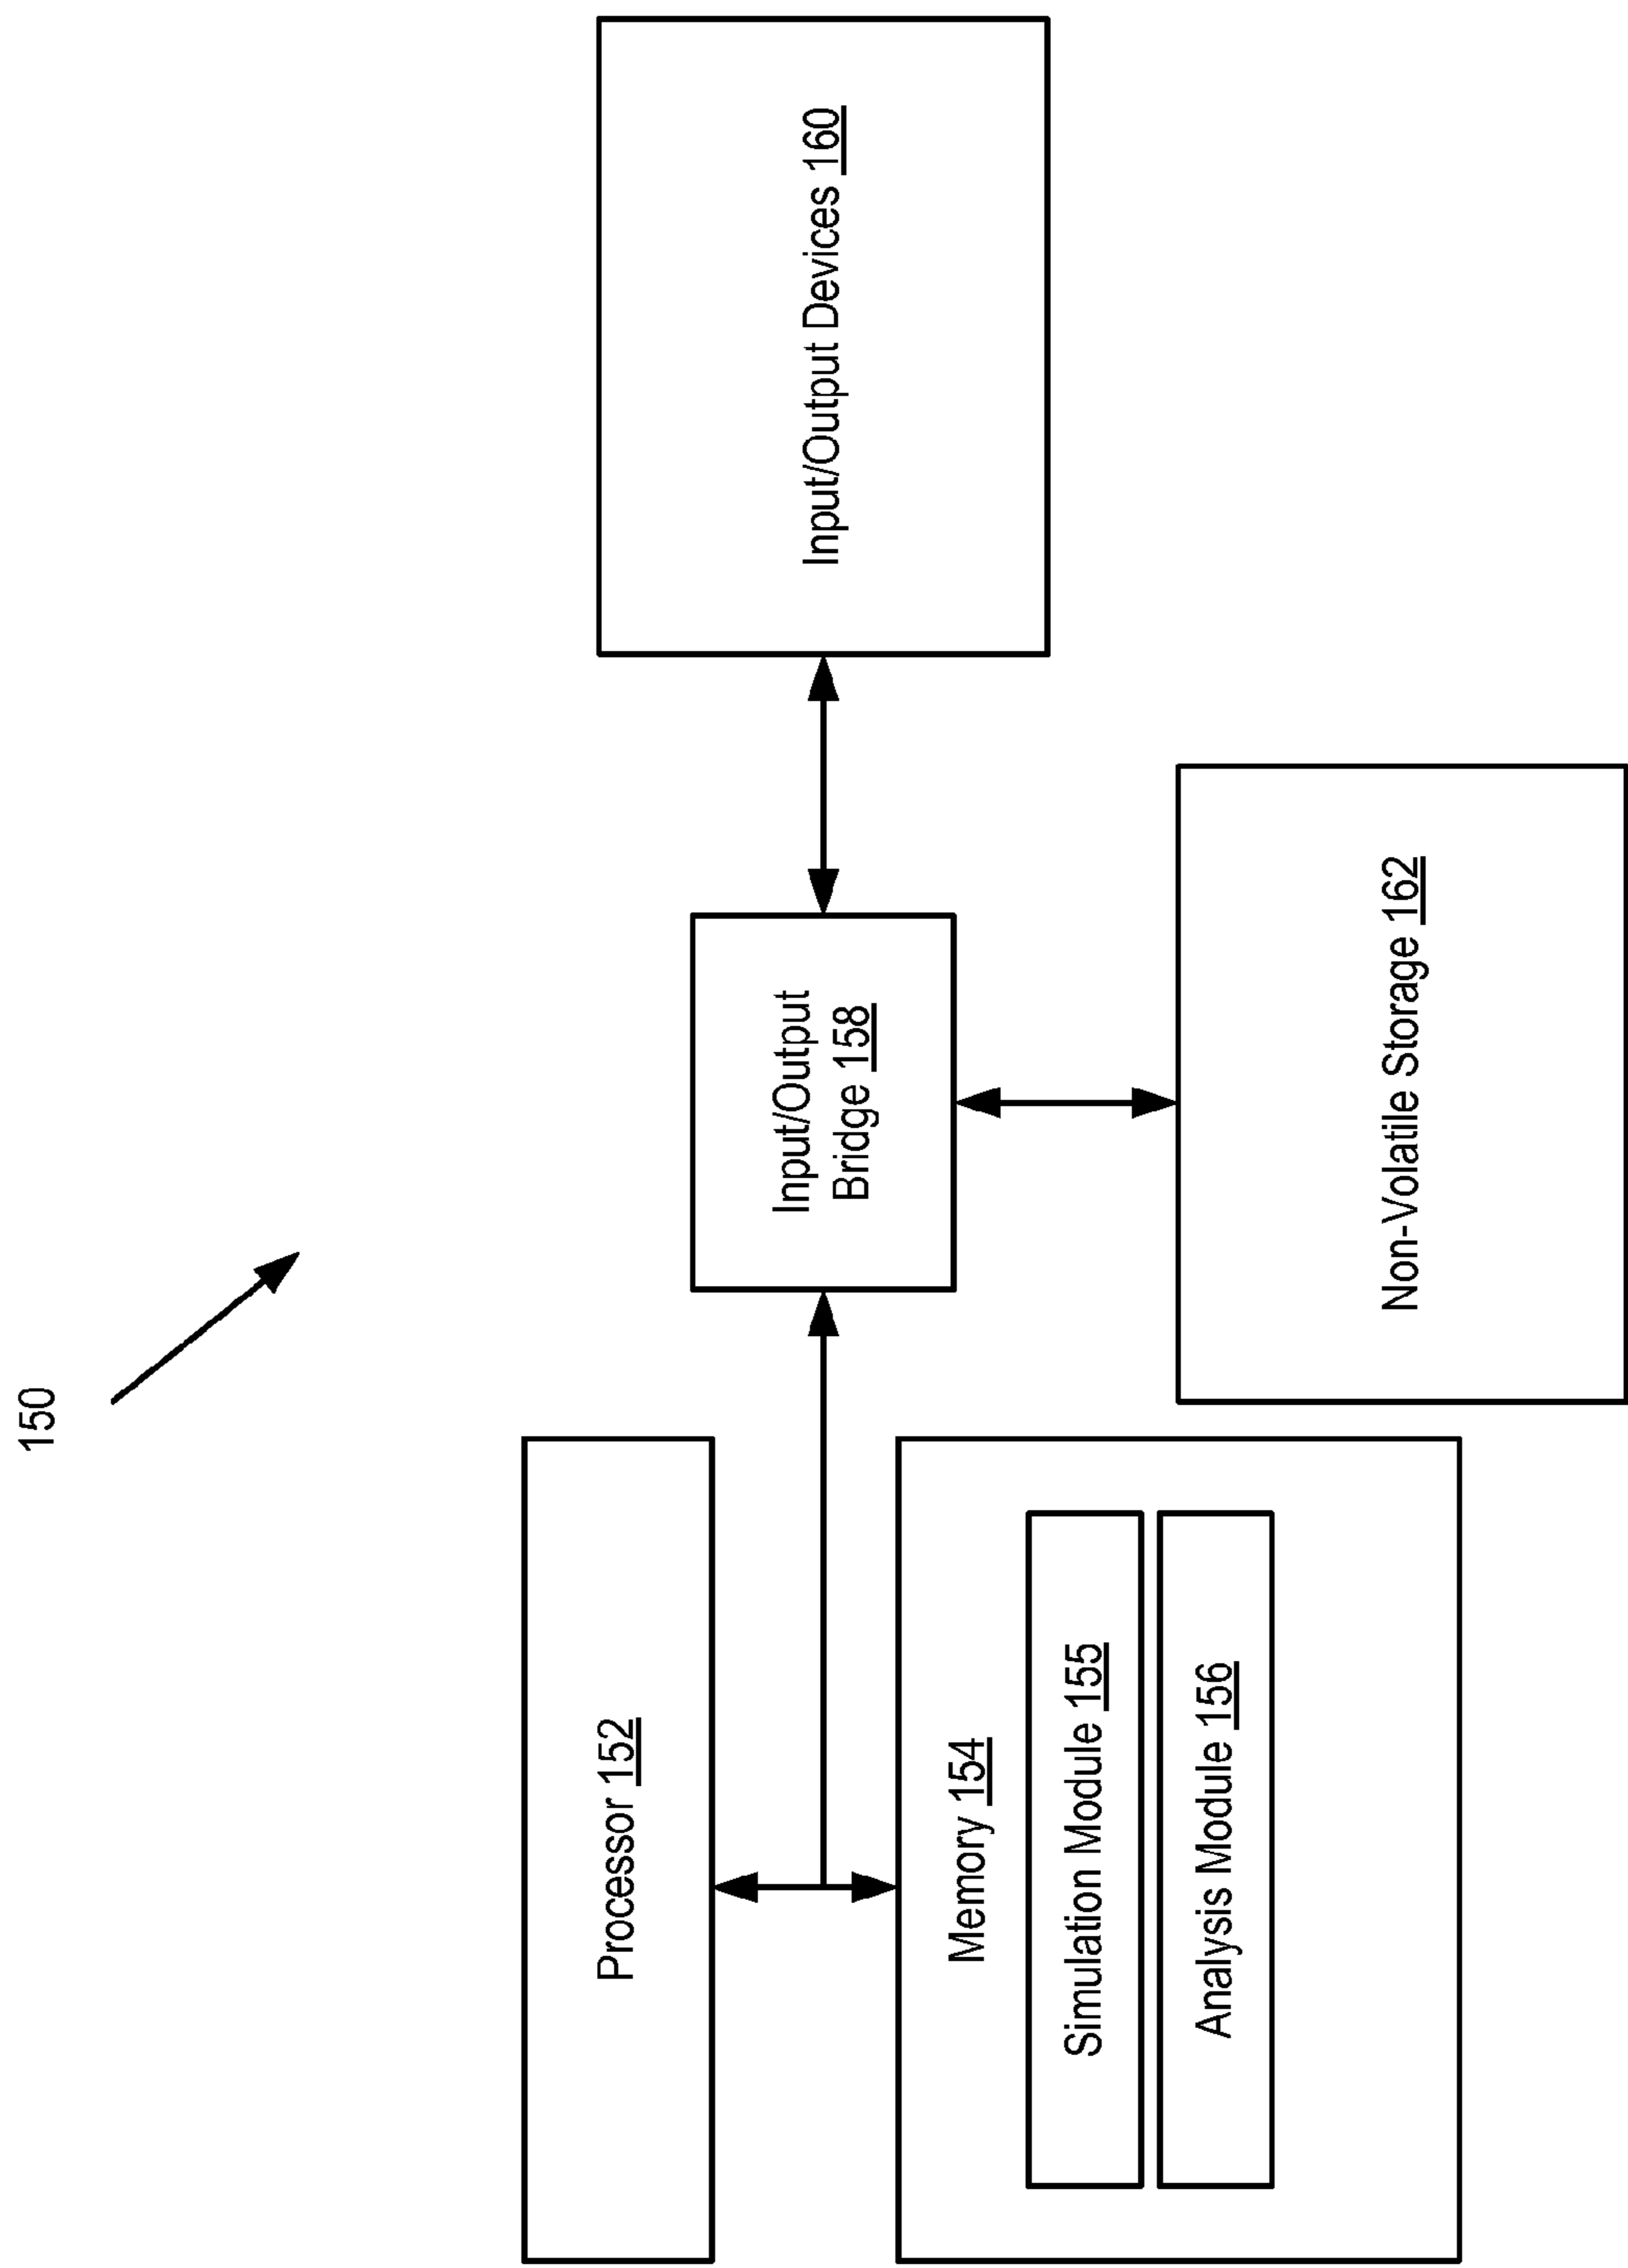 150
Processor 152
Memory 154
Simulation Module 155
Analysis Module 156
Input/Output
Bridge 158
Input/Output Devices 160
Non-Volatile Storage 162